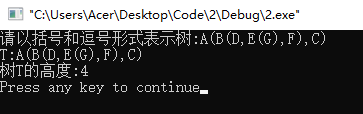 "C:\Users\Acer\Desktop\Code\2\Debug\2.exe"
请以括号和逗号形式表示树:A(B(D,E(G),F),C)
T:A(B(D,E(G),F),C)
树T的高度:4
Press any key to continue